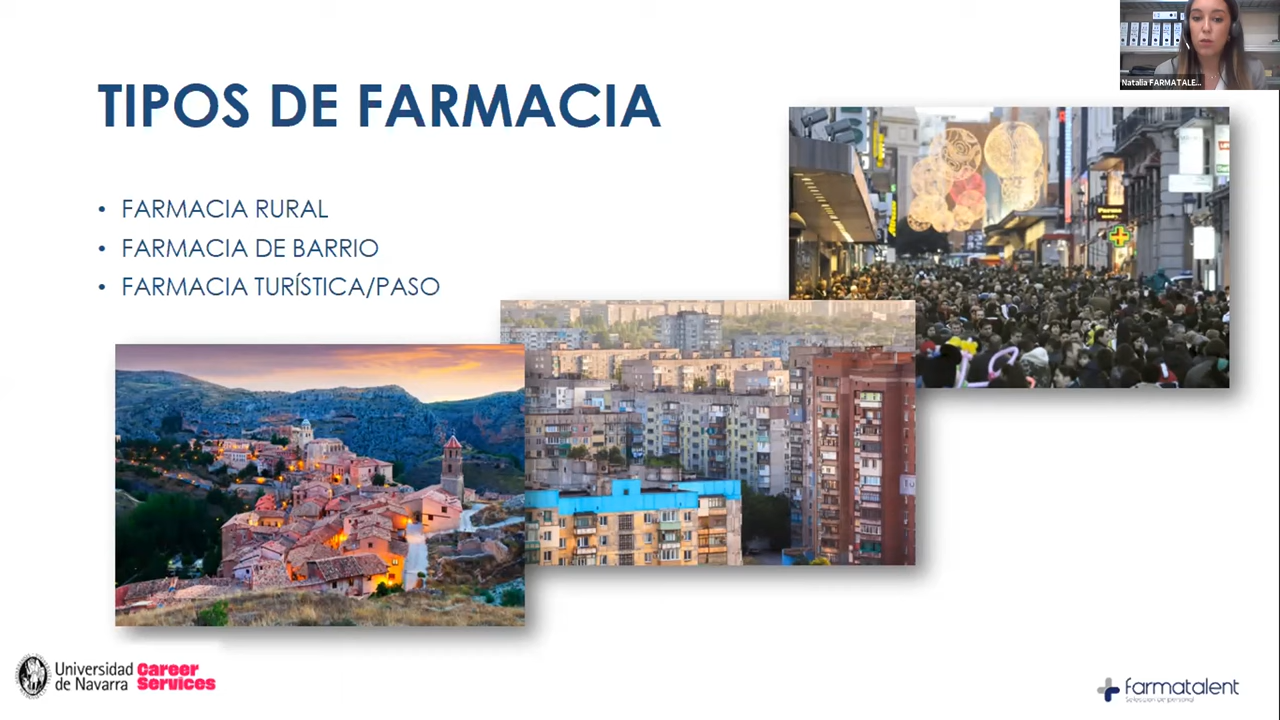 Natalia FARMATALE...
TIPOS DE FARMACIA
• FARMACIA RURAL
• FARMACIA DE BARRIO
• FARMACIA TURÍSTICA/PASO
Universidad
de Navarra
Career
Services
farmatalent
Selección de personal